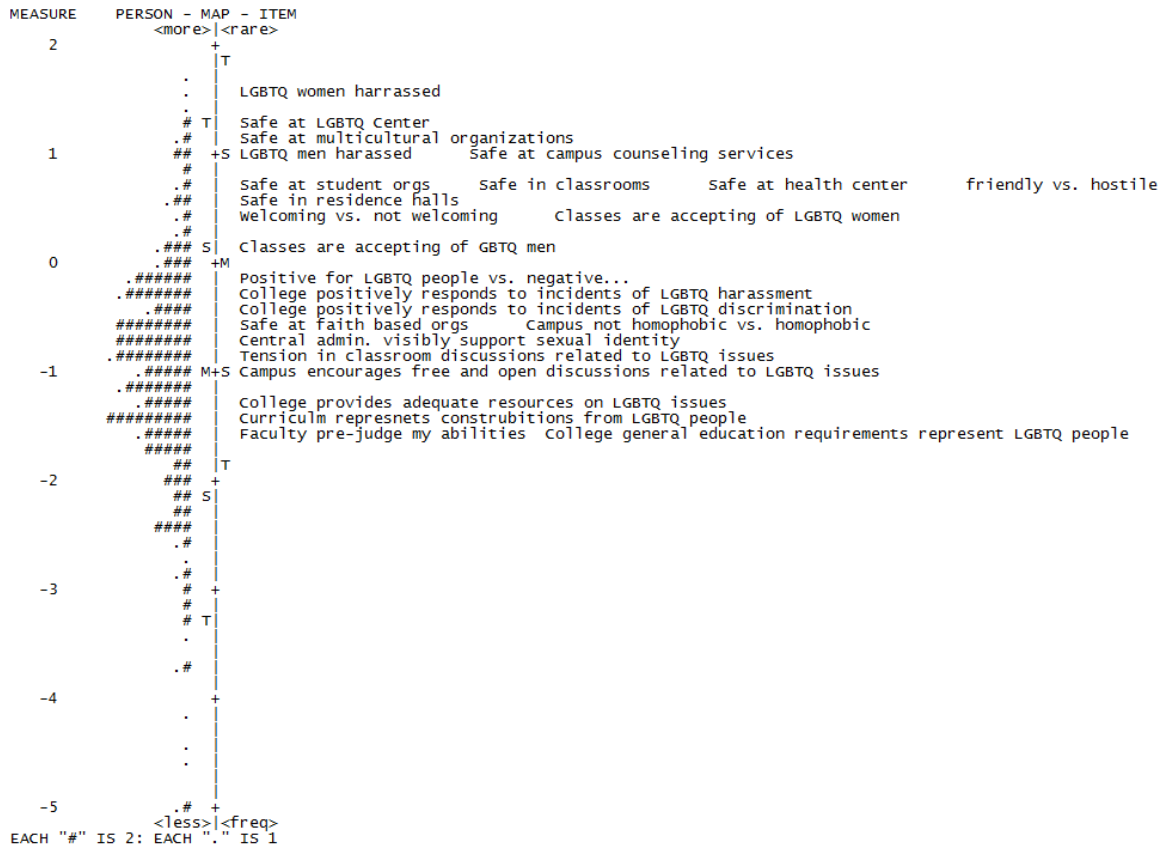 MEASURE    PERSON - MAP - ITEM
               <more>|<rare>
    2                +
                     |T
                  .  |
                  .  |  LGBTQ women harrassed
                  .  |
                  # T|  Safe at LGBTQ Center
                 .#  |  Safe at multicultural organizations
    1            ##  +S LGBTQ men harassed      Safe at campus counseling services
                  #  |
                 .#  |  Safe at student orgs     Safe in classrooms      Safe at health center      friendly vs. hostile
                .##  |  Safe in residence halls
                 .#  |  Welcoming vs. not welcoming      Classes are accepting of LGBTQ women
                 .#  |
               .### S|  Classes are accepting of GBTQ men
    0          .###  +M
            .######  |  Positive for LGBTQ people vs. negative...
           .#######  |  College positively responds to incidents of LGBTQ harassment
              .####  |  College positively responds to incidents of LGBTQ discrimination
           ########  |  Safe at faith based orgs      Campus not homophobic vs. homophobic
           ########  |  Central admin. visibly support sexual identity
          .########  |  Tension in classroom discussions related to LGBTQ issues
   -1        .##### M+S Campus encourages free and open discussions related to LGBTQ issues
           .#######  |
             .#####  |  College provides adequate resources on LGBTQ issues
          #########  |  Curriculm represnets construbitions from LGBTQ people
             .#####  |  Faculty pre-judge my abilities  College general education requirements represent LGBTQ people
              #####  |
                 ##  |T
   -2           ###  +
                 ## S|
                 ##  |
               ####  |
                 .#  |
                  .  |
                 .#  |
   -3             #  +
                  #  |
                  # T|
                  .  |
                     |
                 .#  |
                     |
   -4                +
                  .  |
                     |
                  .  |
                  .  |
                     |
                     |
   -5            .#  +
               <less>|<freq>
EACH "#" IS 2: EACH "." IS 1